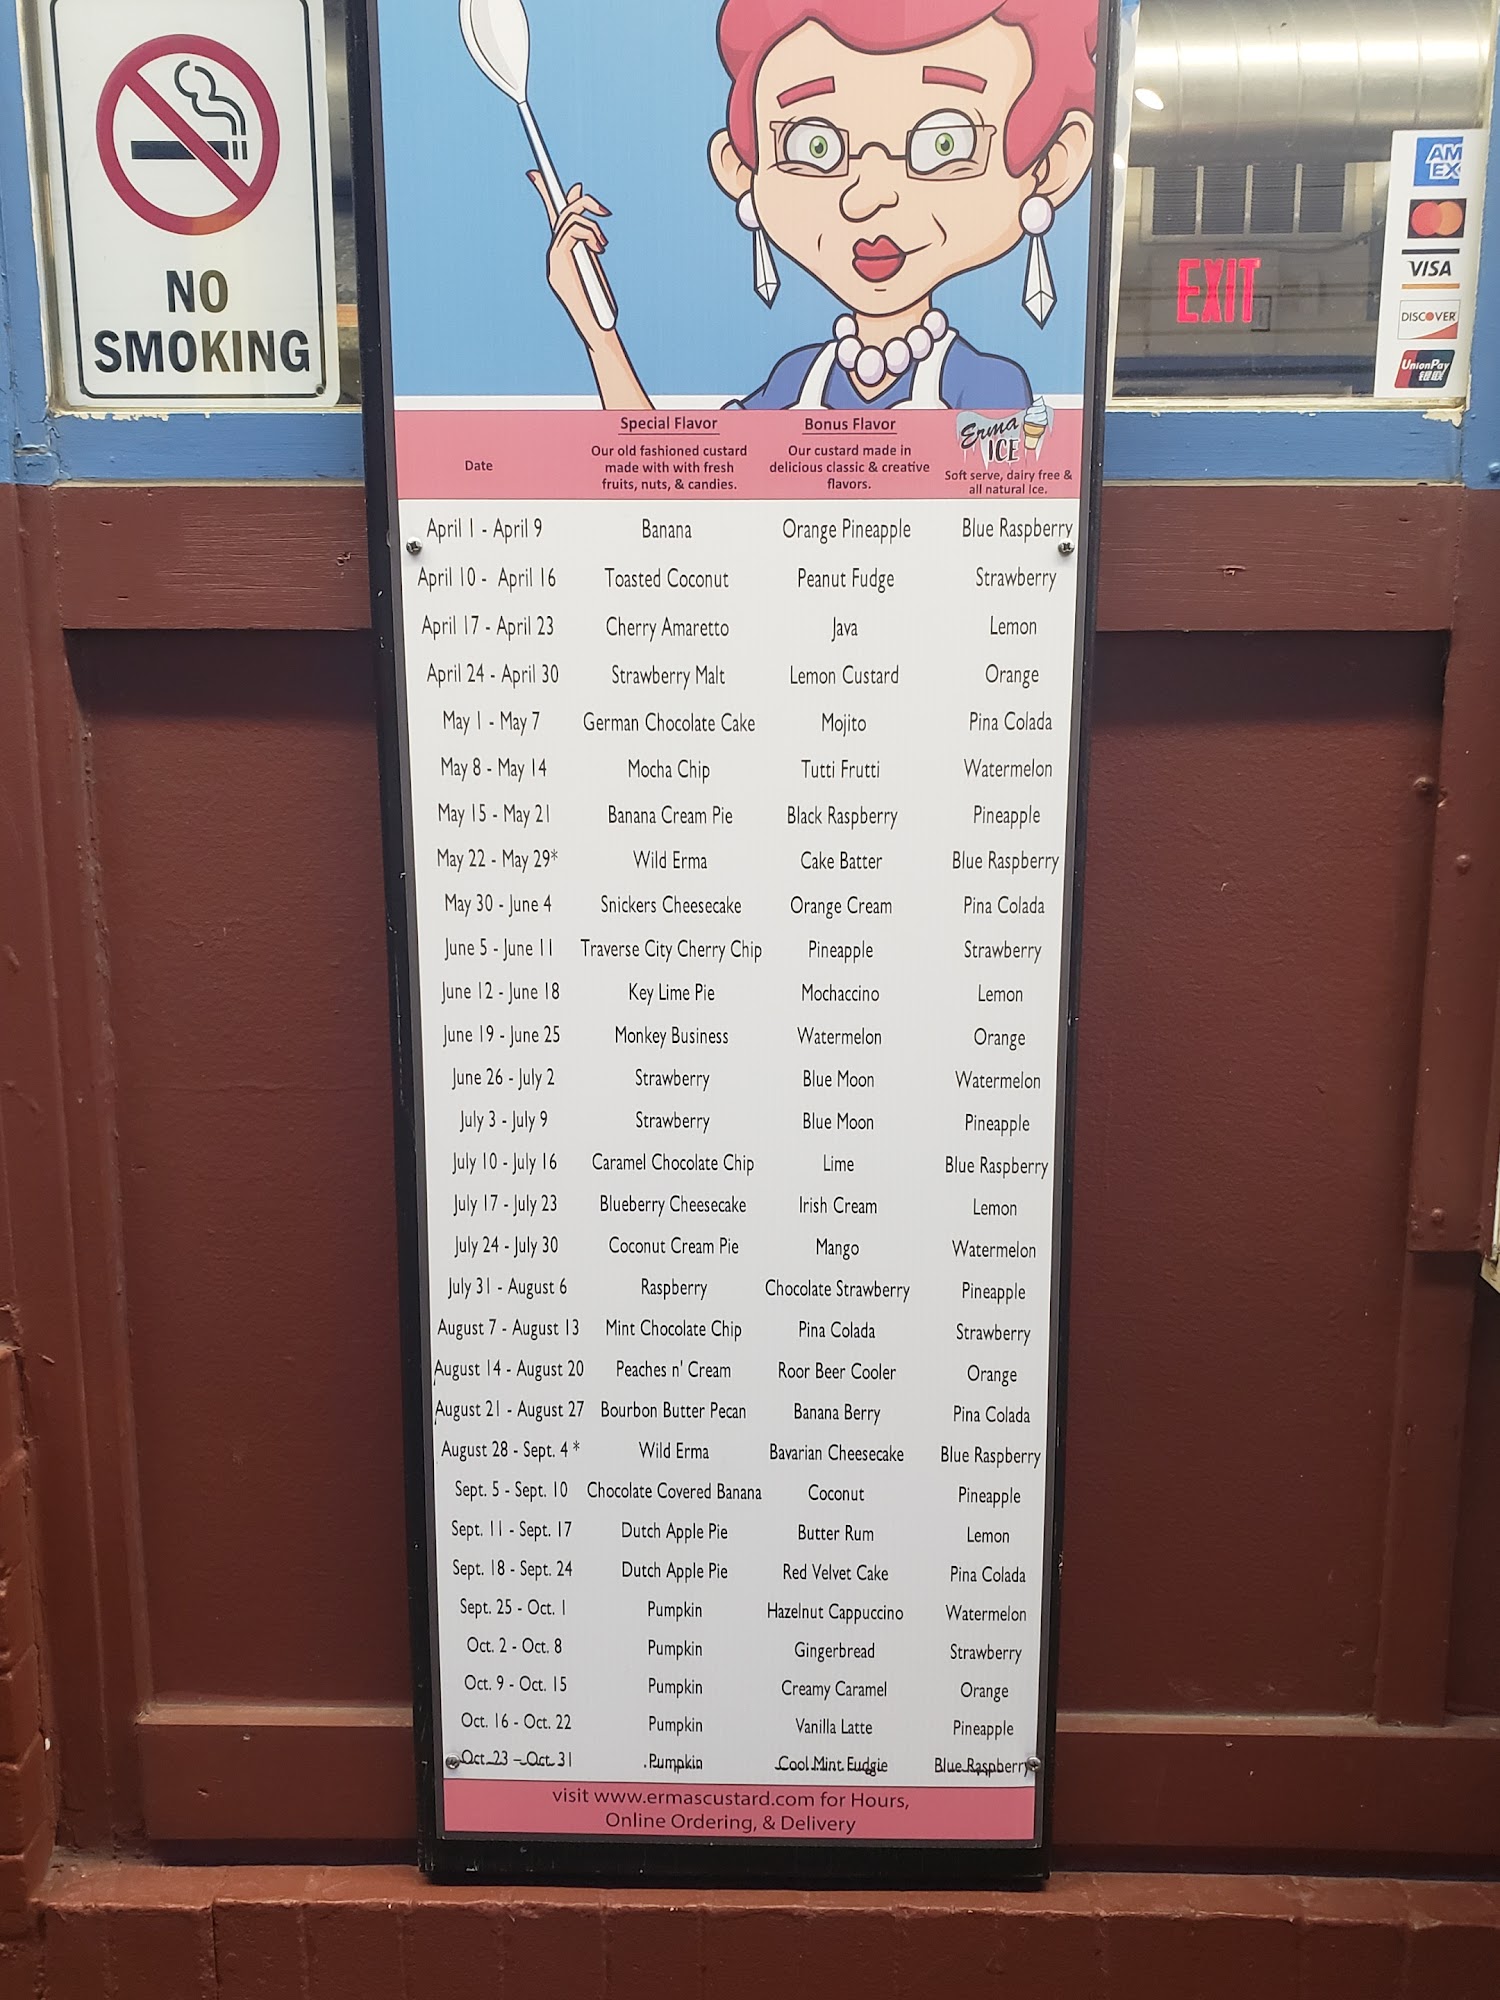 NO
SMOKING
AM
EX
VISA
DISCOVER
UnionPay
银联
EXIT
Date
Special Flavor
Our old fashioned custard
made with with fresh
fruits, nuts, & candies.
Bonus Flavor
Our custard made in
delicious classic & creative
flavors.
Erma
ICE
Soft serve, dairy free &
all natural Ice.
April 1 - April 9 Banana Orange Pineapple Blue Raspberry
April 10 - April 16 Toasted Coconut Peanut Fudge Strawberry
April 17 - April 23 Cherry Amaretto Java Lemon
April 24 - April 30 Strawberry Malt Lemon Custard Orange
May 1 - May 7 German Chocolate Cake Mojito Pina Colada
May 8 - May 14 Mocha Chip Tutti Frutti Watermelon
May 15 - May 21 Banana Cream Pie Black Raspberry Pineapple
May 22 - May 29* Wild Erma Cake Batter Blue Raspberry
May 30 - June 4 Snickers Cheesecake Orange Cream Pina Colada
June 5 - June 11 Traverse City Cherry Chip Pineapple Strawberry
June 12 - June 18 Key Lime Pie Mochaccino Lemon
June 19 - June 25 Monkey Business Watermelon Orange
June 26 - July 2 Strawberry Blue Moon Watermelon
July 3 - July 9 Strawberry Blue Moon Pineapple
July 10 - July 16 Caramel Chocolate Chip Lime Blue Raspberry
July 17 - July 23 Blueberry Cheesecake Irish Cream Lemon
July 24 - July 30 Coconut Cream Pie Mango Watermelon
July 31 - August 6 Raspberry Chocolate Strawberry Pineapple
August 7 - August 13 Mint Chocolate Chip Pina Colada Strawberry
August 14 - August 20 Peaches n' Cream Roor Beer Cooler Orange
August 21 - August 27 Bourbon Butter Pecan Banana Berry Pina Colada
August 28 - Sept. 4 * Wild Erma Bavarian Cheesecake Blue Raspberry
Sept. 5 - Sept. 10 Chocolate Covered Banana Coconut Pineapple
Sept. 11 - Sept. 17 Dutch Apple Pie Butter Rum Lemon
Sept. 18 - Sept. 24 Dutch Apple Pie Red Velvet Cake Pina Colada
Sept. 25 - Oct. 1 Pumpkin Hazelnut Cappuccino Watermelon
Oct. 2 - Oct. 8 Pumpkin Gingerbread Strawberry
Oct. 9 - Oct. 15 Pumpkin Creamy Caramel Orange
Oct. 16 - Oct. 22 Pumpkin Vanilla Latte Pineapple
Oct. 23 - Oct. 31 Pumpkin Cool Mint Fudgie Blue Raspberry
visit www.ermascustard.com for Hours,
Online Ordering, & Delivery